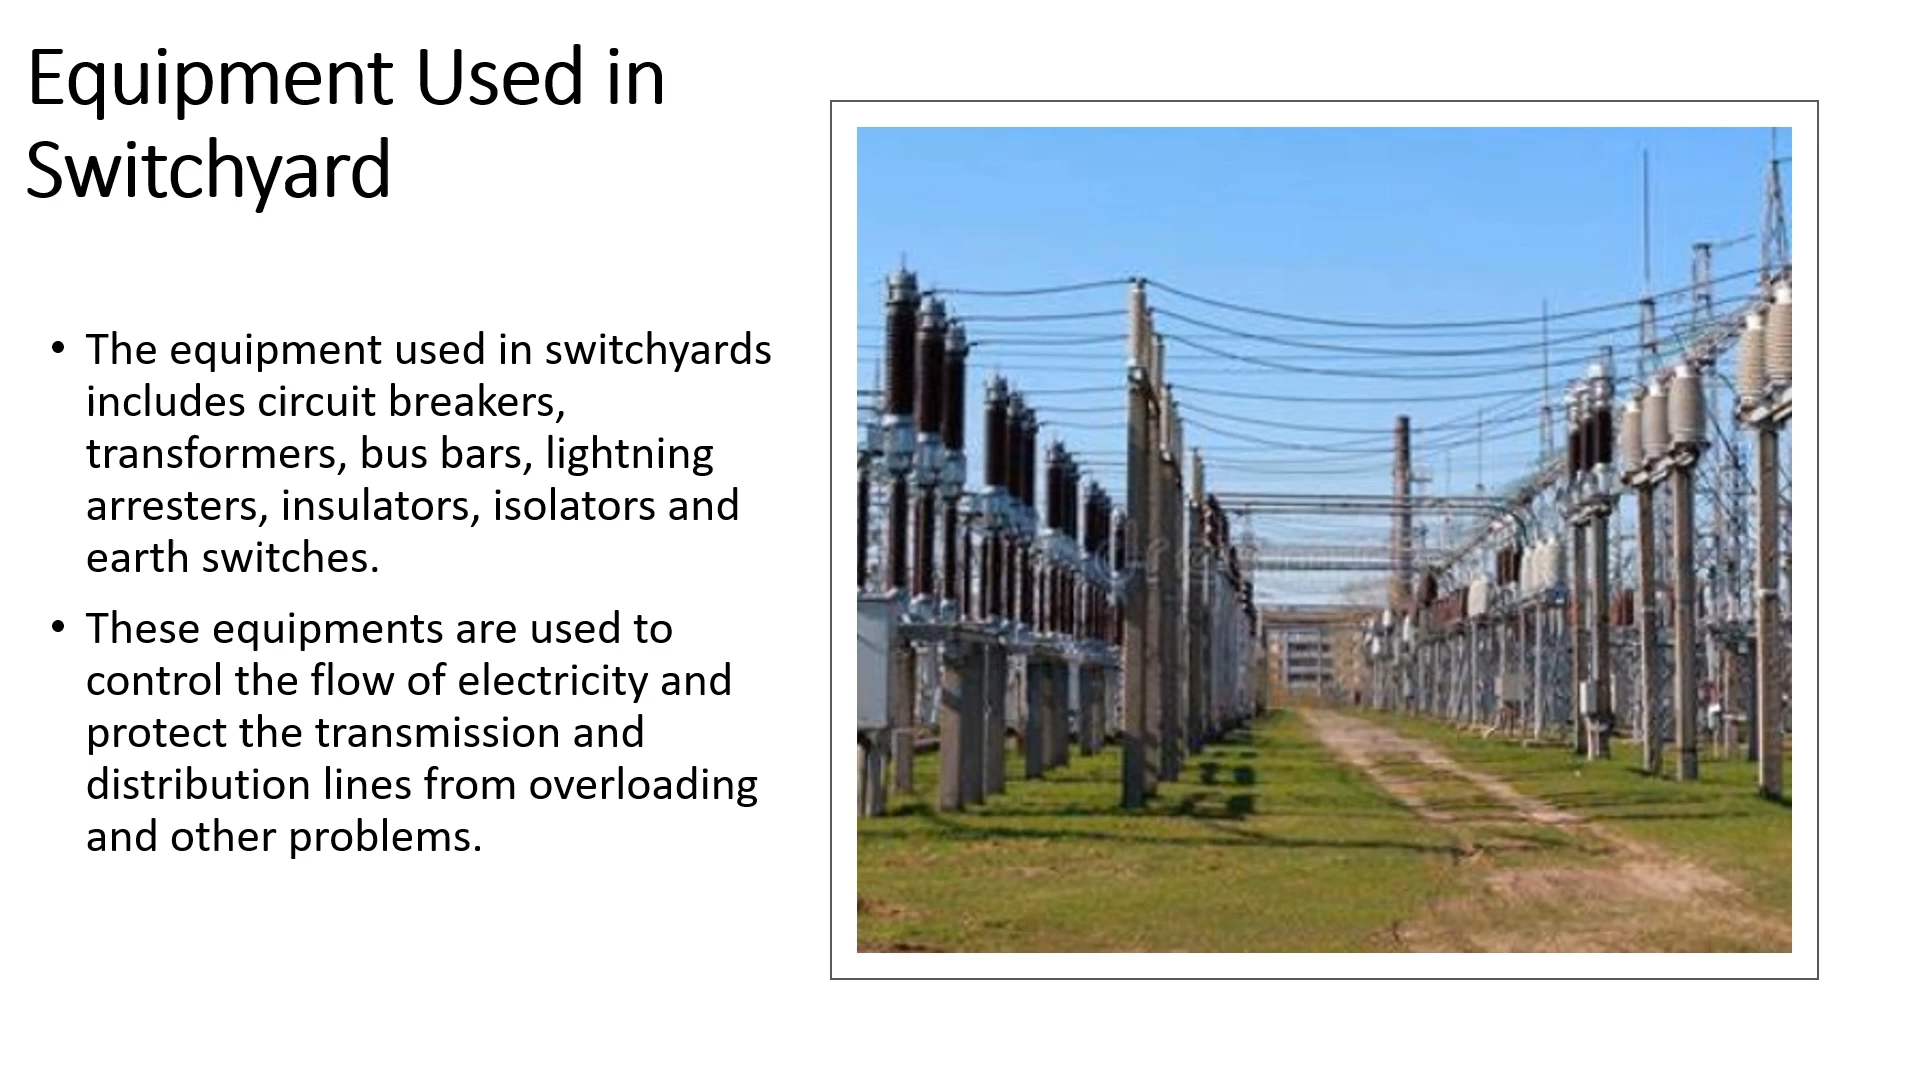 Equipment Used in
Switchyard
• The equipment used in switchyards
includes circuit breakers,
transformers, bus bars, lightning
arresters, insulators, isolators and
earth switches.
• These equipments are used to
control the flow of electricity and
protect the transmission and
distribution lines from overloading
and other problems.